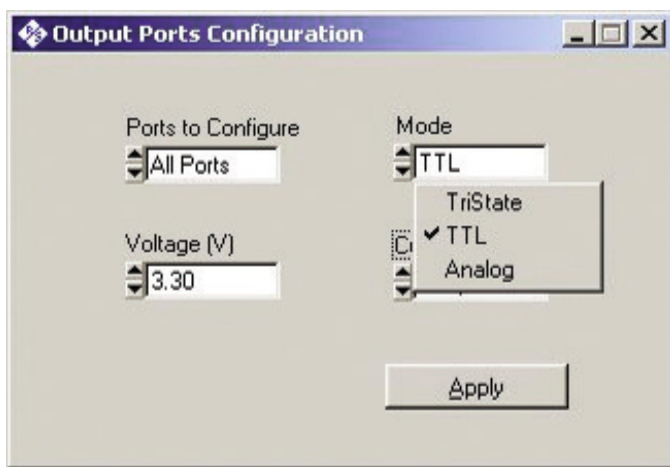 Output Ports Configuration
Ports to Configure
Mode
All Ports
TTL
TriState
TTL
Analog
Voltage (V)
3.30
Apply